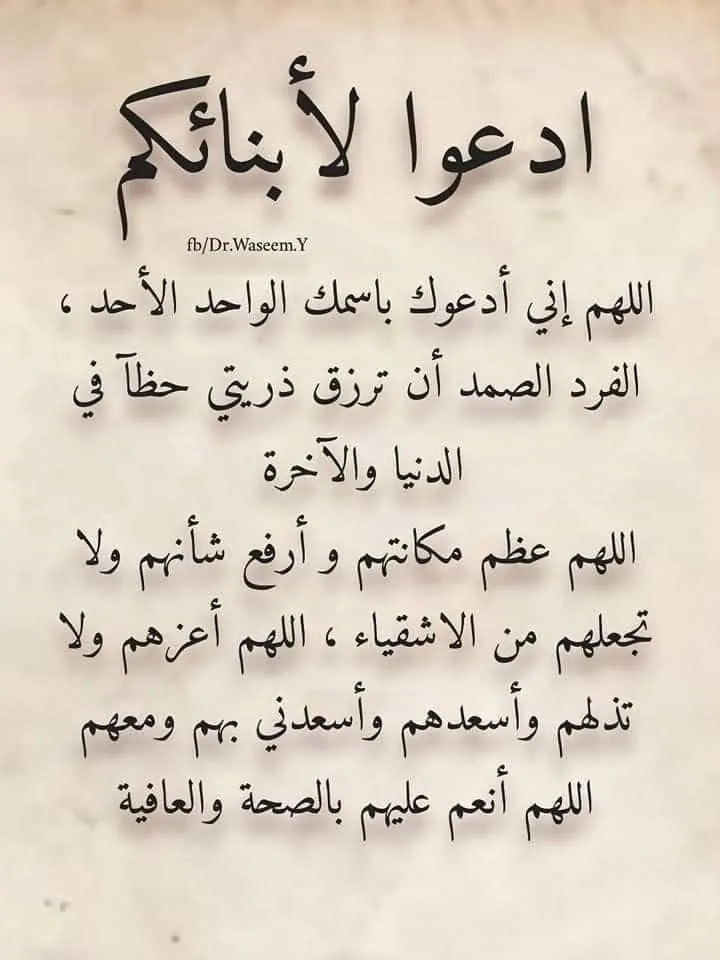 ادعوا لأبنائكم
fb/Dr.Waseem.Y
اللهم إني أدعوك باسمك الواحد الأحد ،
الفرد الصمد أن ترزق ذريتي حظآ في
الدنيا والآخرة
اللهم عظم مكانتهم و أرفع شأنهم ولا
تجعلهم من الاشقياء ، اللهم أعزهم ولا
تذلهم وأسعدهم وأسعدني بهم ومعهم
اللهم أنعم عليهم بالصحة والعافية